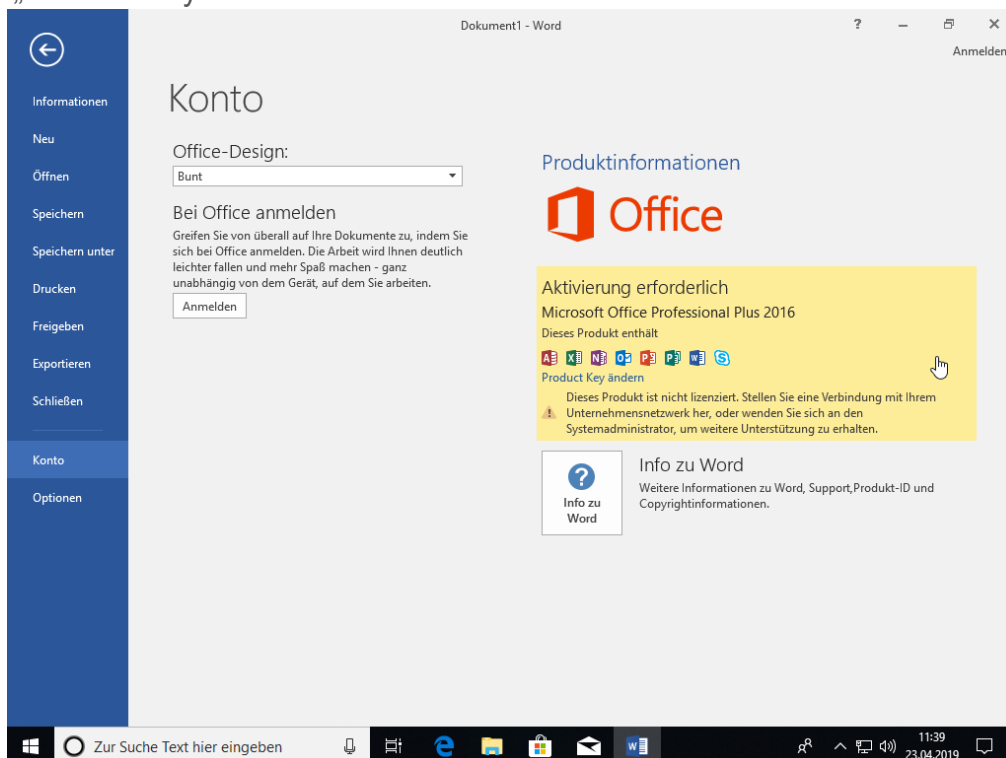 Dokument1 - Word
?
Anmelden
Informationen
Neu
Öffnen
Speichern
Speichern unter
Drucken
Freigeben
Exportieren
Schließen
Konto
Optionen
Konto
Office-Design:
Bunt
Bei Office anmelden
Greifen Sie von überall auf Ihre Dokumente zu, indem Sie
sich bei Office anmelden. Die Arbeit wird Ihnen deutlich
leichter fallen und mehr Spaß machen - ganz
unabhängig von dem Gerät, auf dem Sie arbeiten.
Anmelden
Produktinformationen
Office
Aktivierung erforderlich
Microsoft Office Professional Plus 2016
Dieses Produkt enthält
Product Key ändern
Dieses Produkt ist nicht lizenziert. Stellen Sie eine Verbindung mit Ihrem
Unternehmensnetzwerk her, oder wenden Sie sich an den
Systemadministrator, um weitere Unterstützung zu erhalten.
Info zu
Word
Info zu Word
Weitere Informationen zu Word, Support,Produkt-ID und
Copyrightinformationen.
Zur Suche Text hier eingeben
11:39
23.04.2019